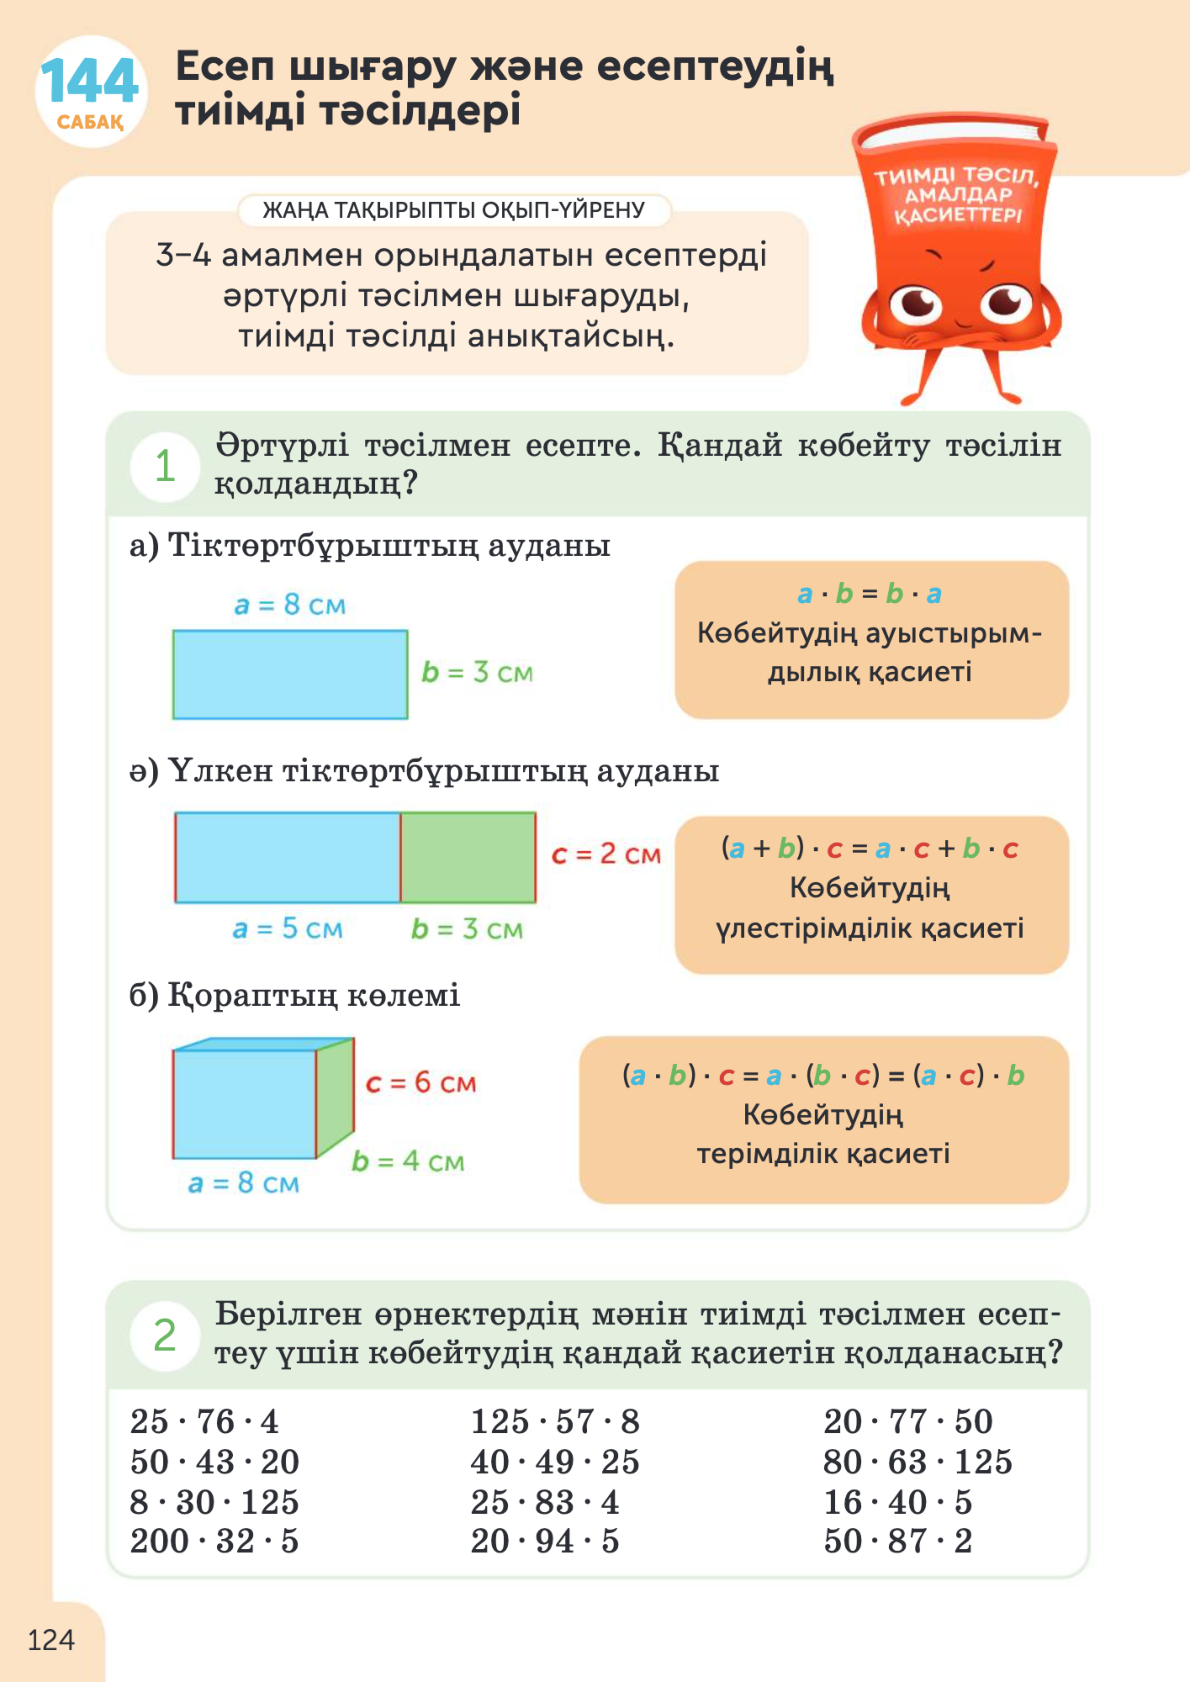 144
САБАҚ
Есеп шығару және есептеудің
тиімді тәсілдері
ТИІМДІ ТӘСІЛ,
АМАЛДАР
ҚАСИЕТТЕРІ
ЖАҢА ТАҚЫРЫПТЫ ОҚЫП-ҮЙРЕНУ
3–4 амалмен орындалатын есептерді
әртүрлі тәсілмен шығаруды,
тиімді тәсілді анықтайсың.
1
Әртүрлі тәсілмен есепте. Қандай көбейту тәсілін
қолдандың?
а) Тіктөртбұрыштың ауданы
a = 8 см
b = 3 см
a · b = b · a
Көбейтудің ауыстырым-
дылық қасиеті
ә) Үлкен тіктөртбұрыштың ауданы
c = 2 см
a = 5 см
b = 3 см
(a + b) · c = a · c + b · c
Көбейтудің
үлестірімділік қасиеті
б) Қораптың көлемі
c = 6 см
b = 4 см
a = 8 см
(a · b) · c = a · (b · c) = (a · c) · b
Көбейтудің
терімділік қасиеті
2
Берілген өрнектердің мәнін тиімді тәсілмен есеп-
теу үшін көбейтудің қандай қасиетін қолданасың?
25 · 76 · 4
50 · 43 · 20
8 · 30 · 125
200 · 32 · 5
125 · 57 · 8
40 · 49 · 25
25 · 83 · 4
20 · 94 · 5
20 · 77 · 50
80 · 63 · 125
16 · 40 · 5
50 · 87 · 2
124